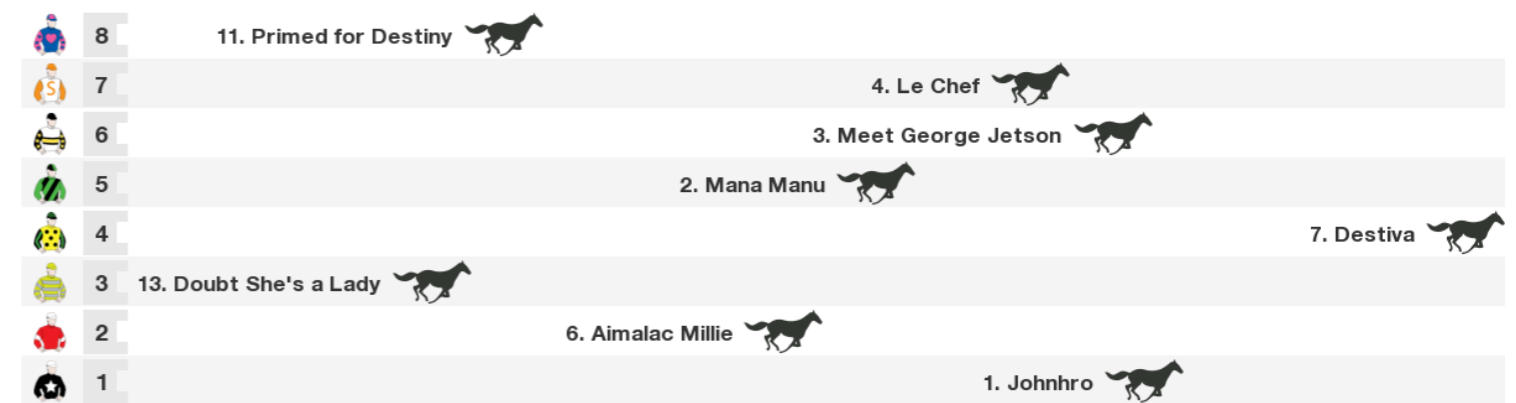 8 11. Primed for Destiny
S 7 4. Le Chef
6 3. Meet George Jetson
5 2. Mana Manu
4 7. Destiva
3 13. Doubt She's a Lady
2 6. Aimalac Millie
1 1. Johnhro